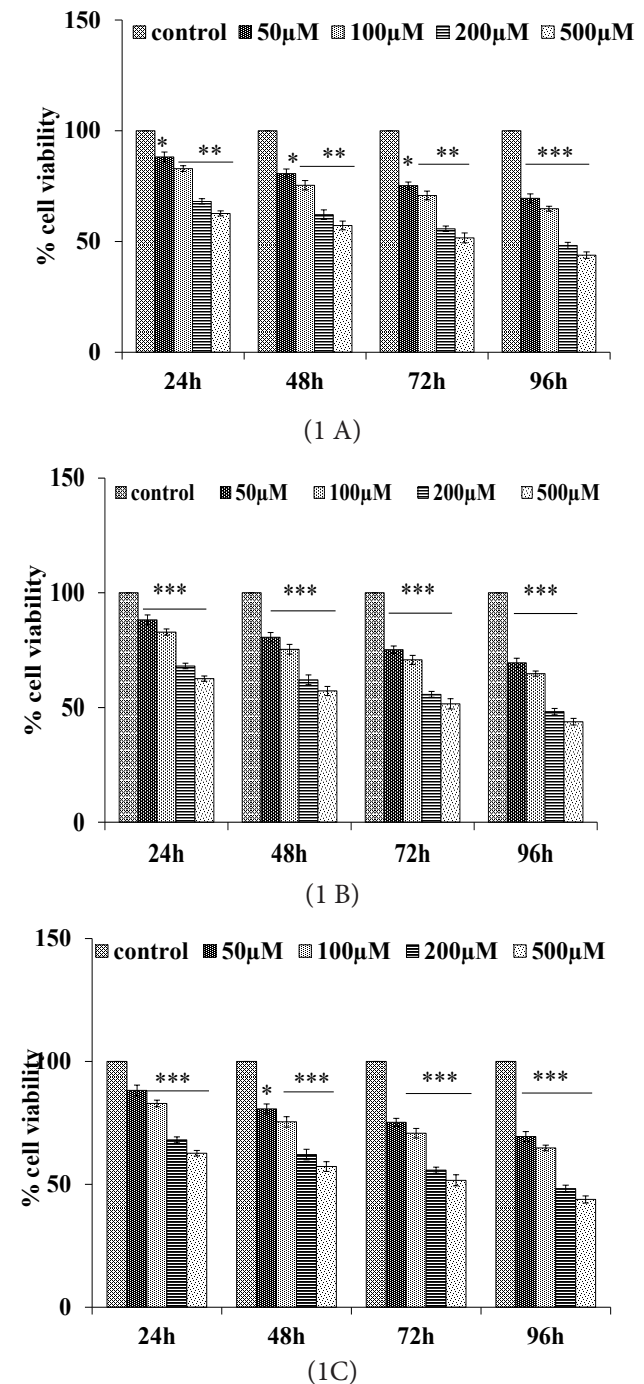 150
control 50µM 100µM 200µM 500µM
100
* ** * ** * ** ***
50
0
% cell viability
24h 48h 72h 96h
(1 A)
150
control 50µM 100µM 200µM 500µM
100
*** *** *** ***
50
0
% cell viability
24h 48h 72h 96h
(1 B)
150
control 50µM 100µM 200µM 500µM
100
*** * *** *** ***
50
0
% cell viability
24h 48h 72h 96h
(1C)